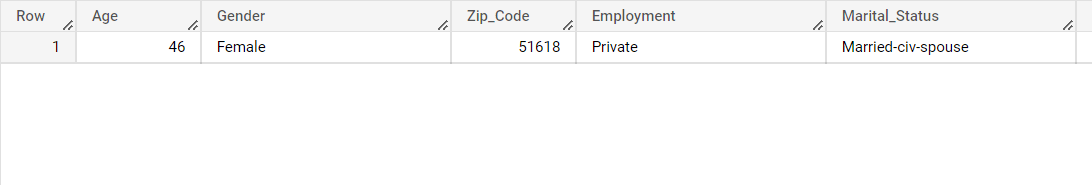 Row Age Gender Zip_Code Employment Marital_Status
1 46 Female 51618 Private Married-civ-spouse